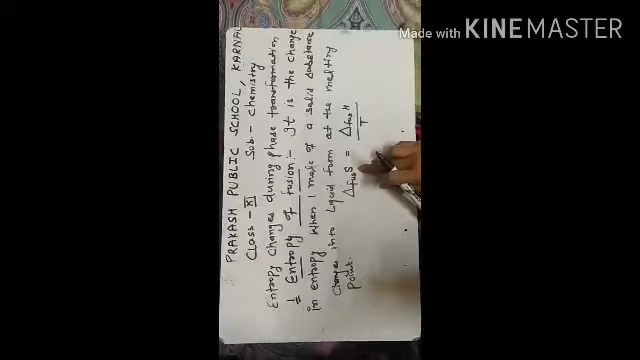 Made with KINEMASTER
PRAKASH PUBLIC SCHOOL, KARNAL
Class - XI
Sub - Chemistry
Entropy changes during phase transformation,
1 Entropy of fusion:- It is the change
in entropy when 1 mole of a solid substance
changes into liquid form at the melting
point.
ΔfusS = ΔfusH / T